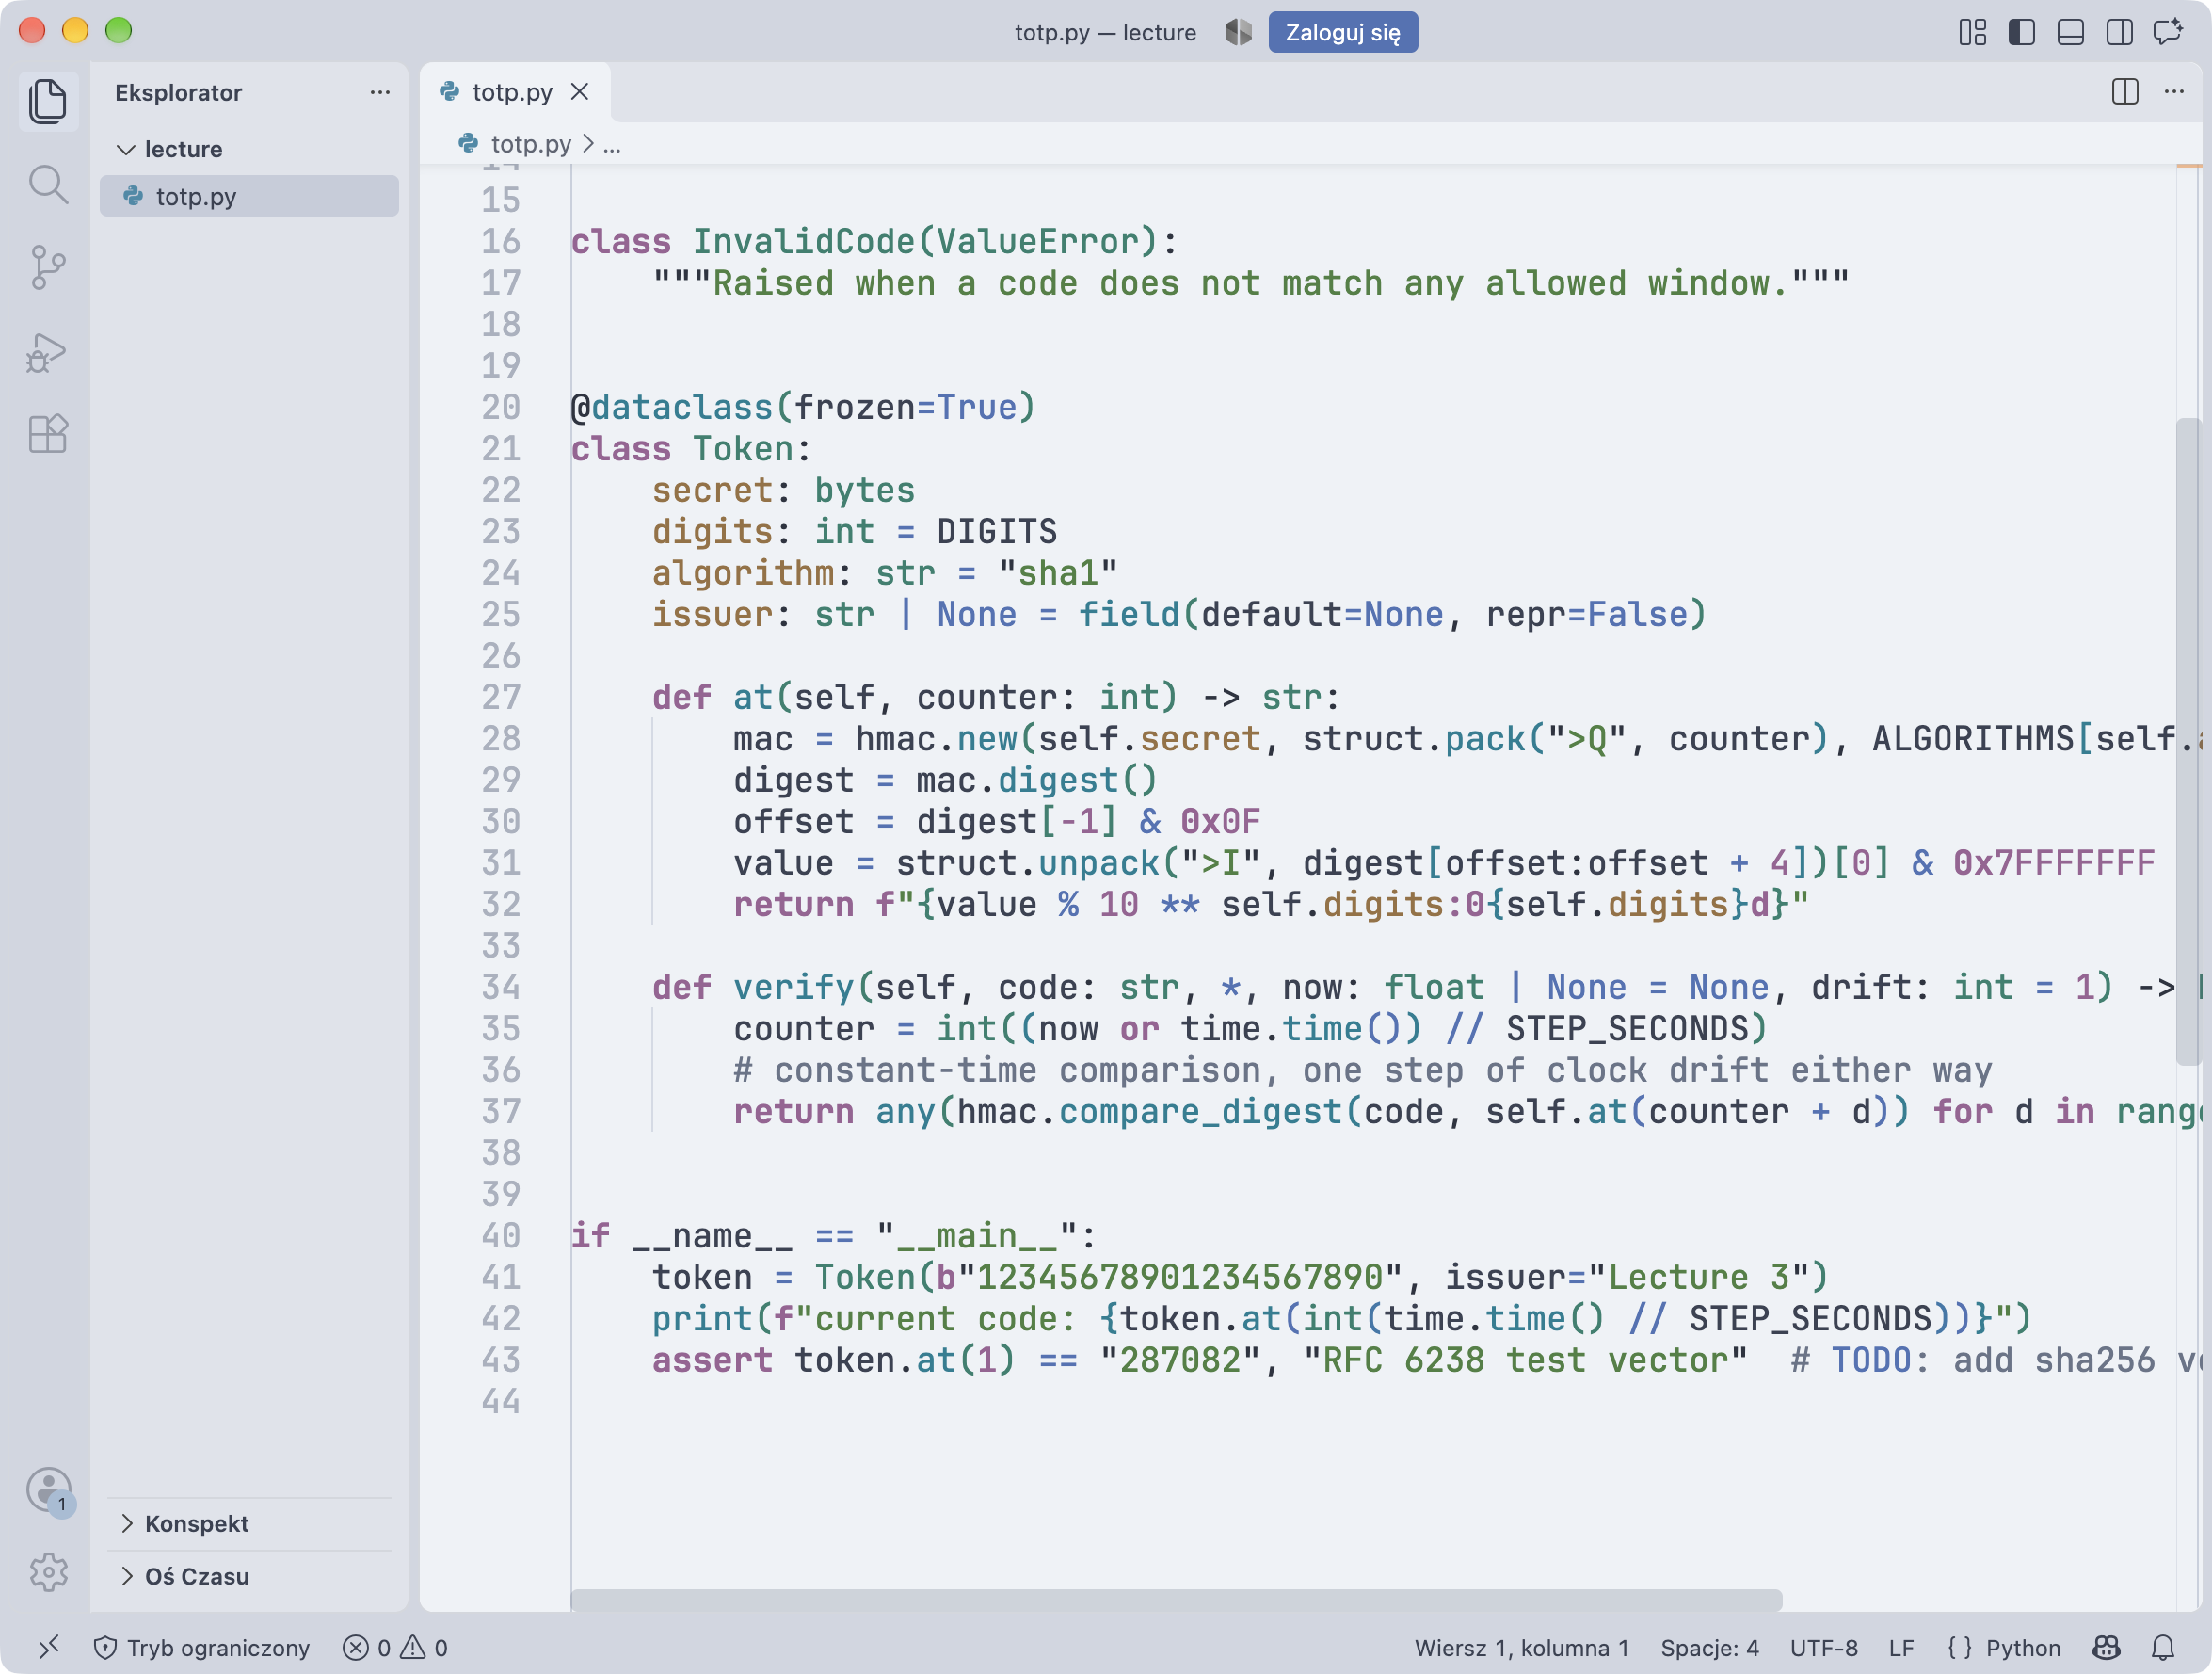 totp.py — lecture
Zaloguj się
Eksplorator
lecture
totp.py
Konspekt
Oś Czasu
1
totp.py
totp.py > ...
15
16 class InvalidCode(ValueError):
17     """Raised when a code does not match any allowed window."""
18
19
20 @dataclass(frozen=True)
21 class Token:
22     secret: bytes
23     digits: int = DIGITS
24     algorithm: str = "sha1"
25     issuer: str | None = field(default=None, repr=False)
26
27     def at(self, counter: int) -> str:
28         mac = hmac.new(self.secret, struct.pack(">Q", counter), ALGORITHMS[self.
29         digest = mac.digest()
30         offset = digest[-1] & 0x0F
31         value = struct.unpack(">I", digest[offset:offset + 4])[0] & 0x7FFFFFFF
32         return f"{value % 10 ** self.digits:0{self.digits}d}"
33
34     def verify(self, code: str, *, now: float | None = None, drift: int = 1) ->
35         counter = int((now or time.time()) // STEP_SECONDS)
36         # constant-time comparison, one step of clock drift either way
37         return any(hmac.compare_digest(code, self.at(counter + d)) for d in rang
38
39
40 if __name__ == "__main__":
41     token = Token(b"12345678901234567890", issuer="Lecture 3")
42     print(f"current code: {token.at(int(time.time() // STEP_SECONDS))}")
43     assert token.at(1) == "287082", "RFC 6238 test vector"  # TODO: add sha256 v
44
Tryb ograniczony 0 0 Wiersz 1, kolumna 1 Spacje: 4 UTF-8 LF {} Python